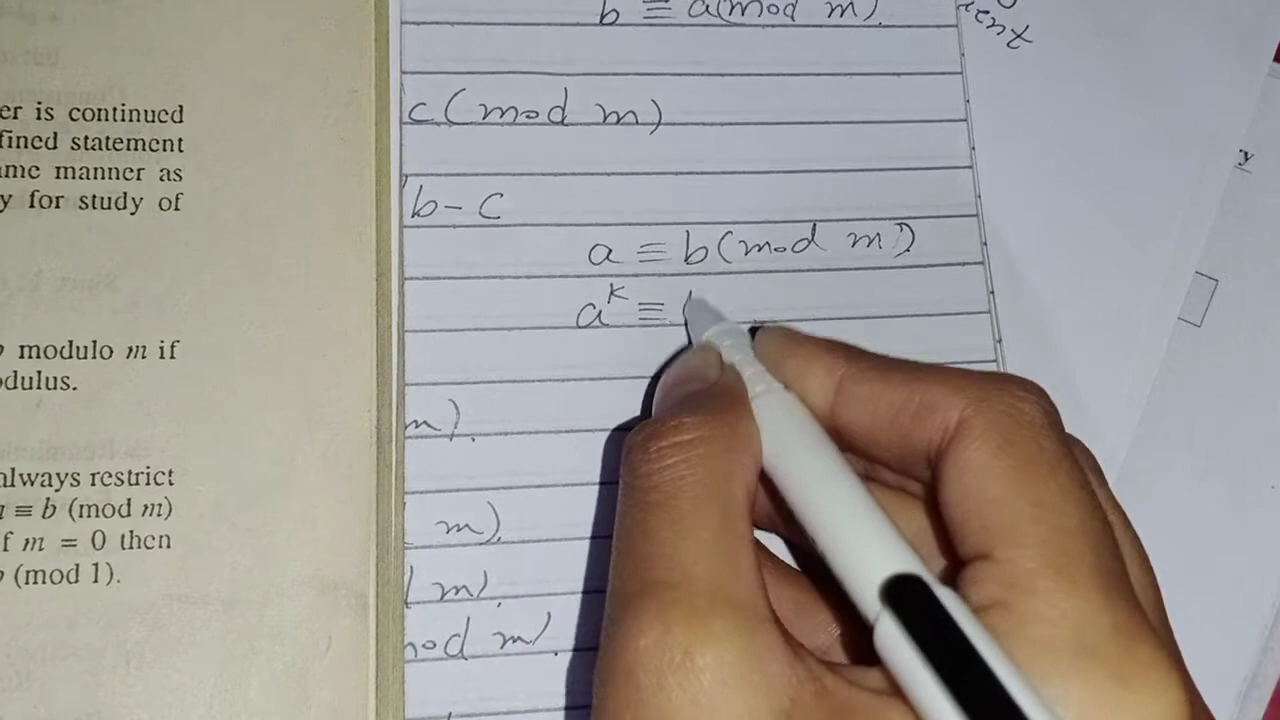 er is continued
fined statement
ame manner as
y for study of
modulo m if
dulus.
always restrict
≡ b (mod m)
f m = 0 then
(mod 1).
b ≡ a(mod m).
c (mod m)
b - c
a ≡ b (mod m)
a^k ≡
m).
m).
m).
mod m).
y